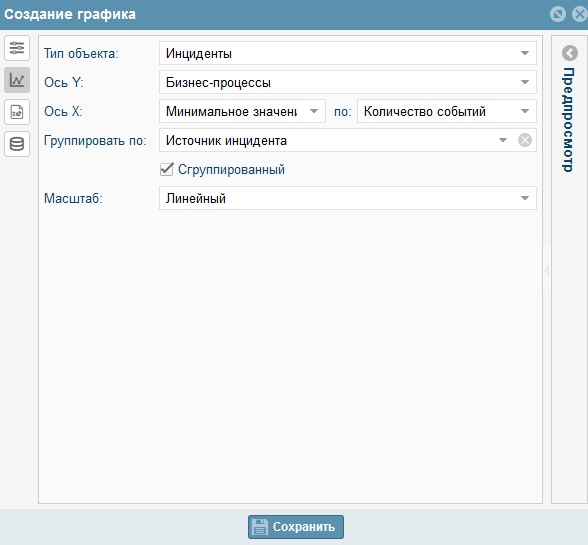 Создание графика
Тип объекта: Инциденты
Ось Y: Бизнес-процессы
Ось X: Минимальное значени по: Количество событий
Группировать по: Источник инцидента
Сгруппированный
Масштаб: Линейный
Предпросмотр
Сохранить